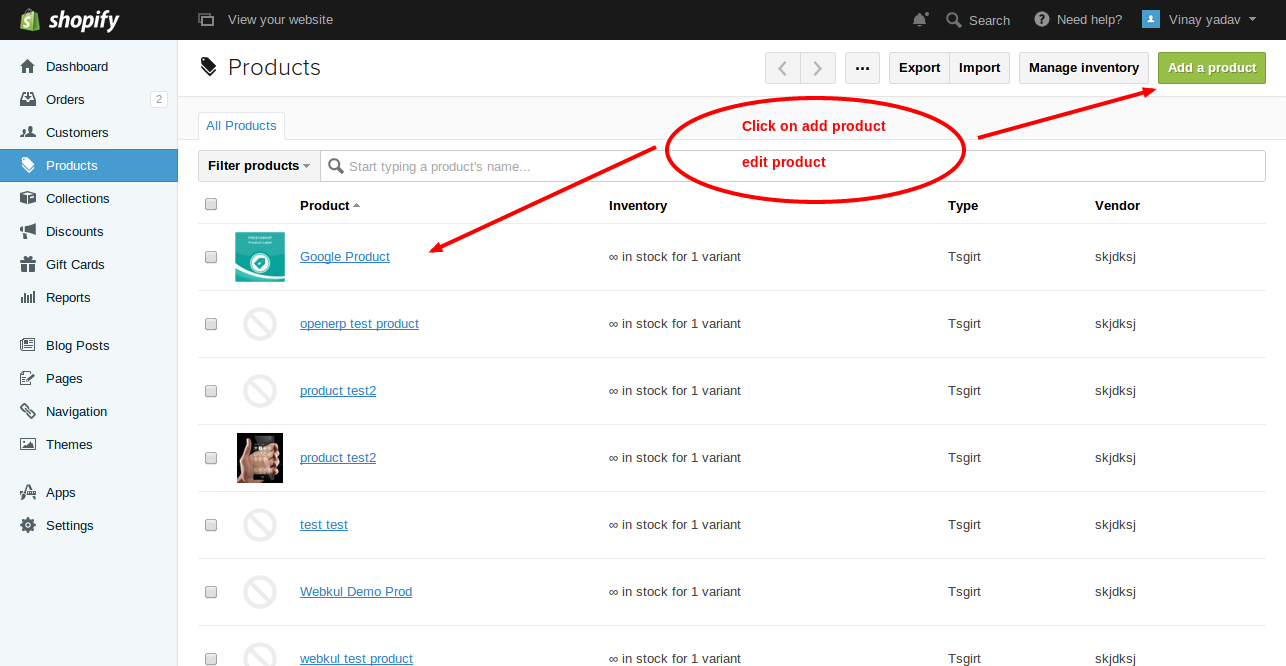 shopify
View your website
Search
Need help?
Vinay yadav
Dashboard
Orders 2
Customers
Products
Collections
Discounts
Gift Cards
Reports
Blog Posts
Pages
Navigation
Themes
Apps
Settings
Products
...
Export
Import
Manage inventory
Add a product
All Products
Click on add product
edit product
Filter products
Start typing a product's name...
Product Inventory Type Vendor
Google Product ∞ in stock for 1 variant Tsgirt skjdksj
openerp test product ∞ in stock for 1 variant Tsgirt skjdksj
product test2 ∞ in stock for 1 variant Tsgirt skjdksj
product test2 ∞ in stock for 1 variant Tsgirt skjdksj
test test ∞ in stock for 1 variant Tsgirt skjdksj
Webkul Demo Prod ∞ in stock for 1 variant Tsgirt skjdksj
webkul test product ∞ in stock for 1 variant Tsgirt skjdksj